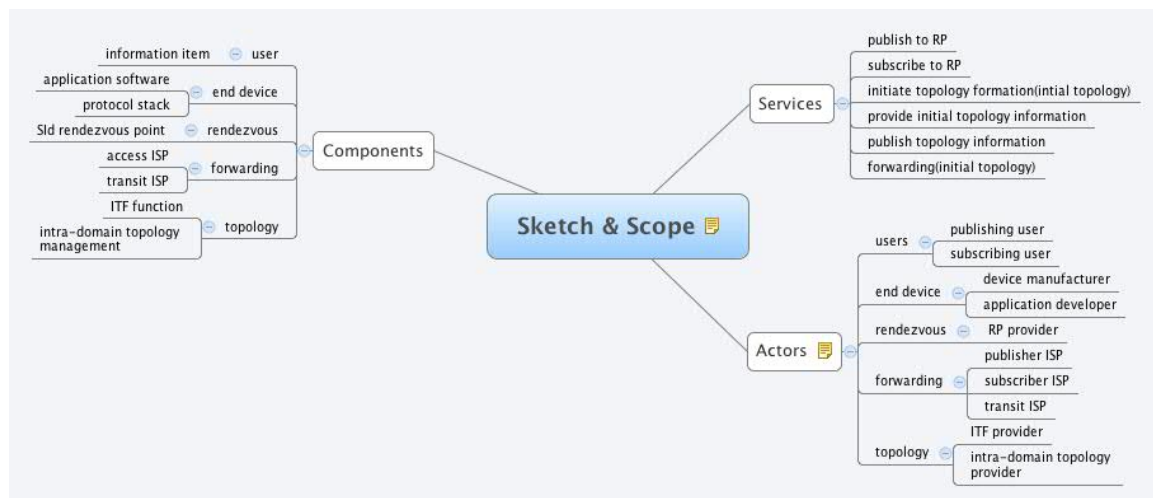 Sketch & Scope
Components
information item
user
application software
end device
protocol stack
SId rendezvous point
rendezvous
access ISP
forwarding
transit ISP
ITF function
topology
intra-domain topology
management
Services
publish to RP
subscribe to RP
initiate topology formation(intial topology)
provide initial topology information
publish topology information
forwarding(initial topology)
Actors
users
publishing user
subscribing user
end device
device manufacturer
application developer
rendezvous
RP provider
forwarding
publisher ISP
subscriber ISP
transit ISP
topology
ITF provider
intra-domain topology
provider